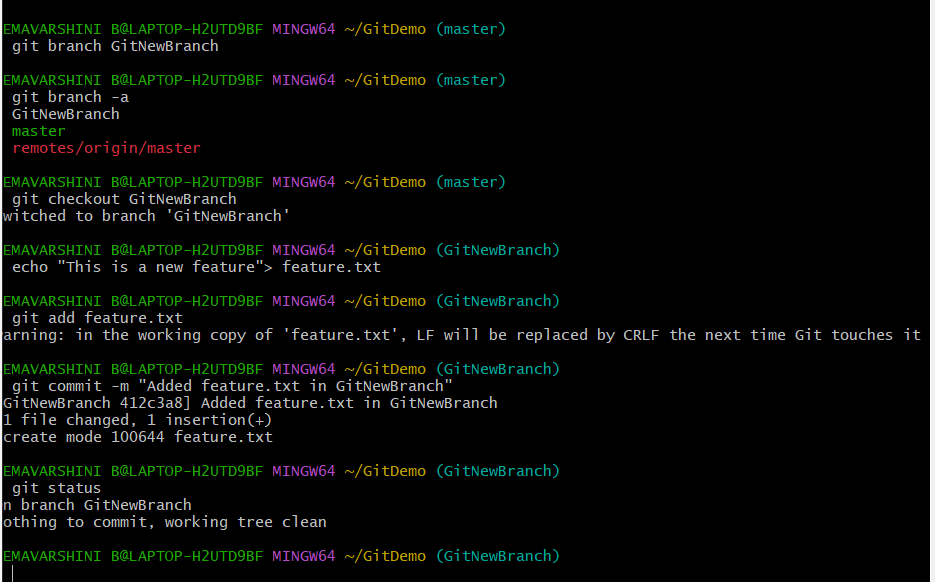 EMAVARSHINI B@LAPTOP-H2UTD9BF MINGW64 ~/GitDemo (master)
git branch GitNewBranch
EMAVARSHINI B@LAPTOP-H2UTD9BF MINGW64 ~/GitDemo (master)
git branch -a
GitNewBranch
master
remotes/origin/master
EMAVARSHINI B@LAPTOP-H2UTD9BF MINGW64 ~/GitDemo (master)
git checkout GitNewBranch
witched to branch 'GitNewBranch'
EMAVARSHINI B@LAPTOP-H2UTD9BF MINGW64 ~/GitDemo (GitNewBranch)
echo "This is a new feature"> feature.txt
EMAVARSHINI B@LAPTOP-H2UTD9BF MINGW64 ~/GitDemo (GitNewBranch)
git add feature.txt
arning: in the working copy of 'feature.txt', LF will be replaced by CRLF the next time Git touches it
EMAVARSHINI B@LAPTOP-H2UTD9BF MINGW64 ~/GitDemo (GitNewBranch)
git commit -m "Added feature.txt in GitNewBranch"
GitNewBranch 412c3a8] Added feature.txt in GitNewBranch
1 file changed, 1 insertion(+)
create mode 100644 feature.txt
EMAVARSHINI B@LAPTOP-H2UTD9BF MINGW64 ~/GitDemo (GitNewBranch)
git status
n branch GitNewBranch
othing to commit, working tree clean
EMAVARSHINI B@LAPTOP-H2UTD9BF MINGW64 ~/GitDemo (GitNewBranch)